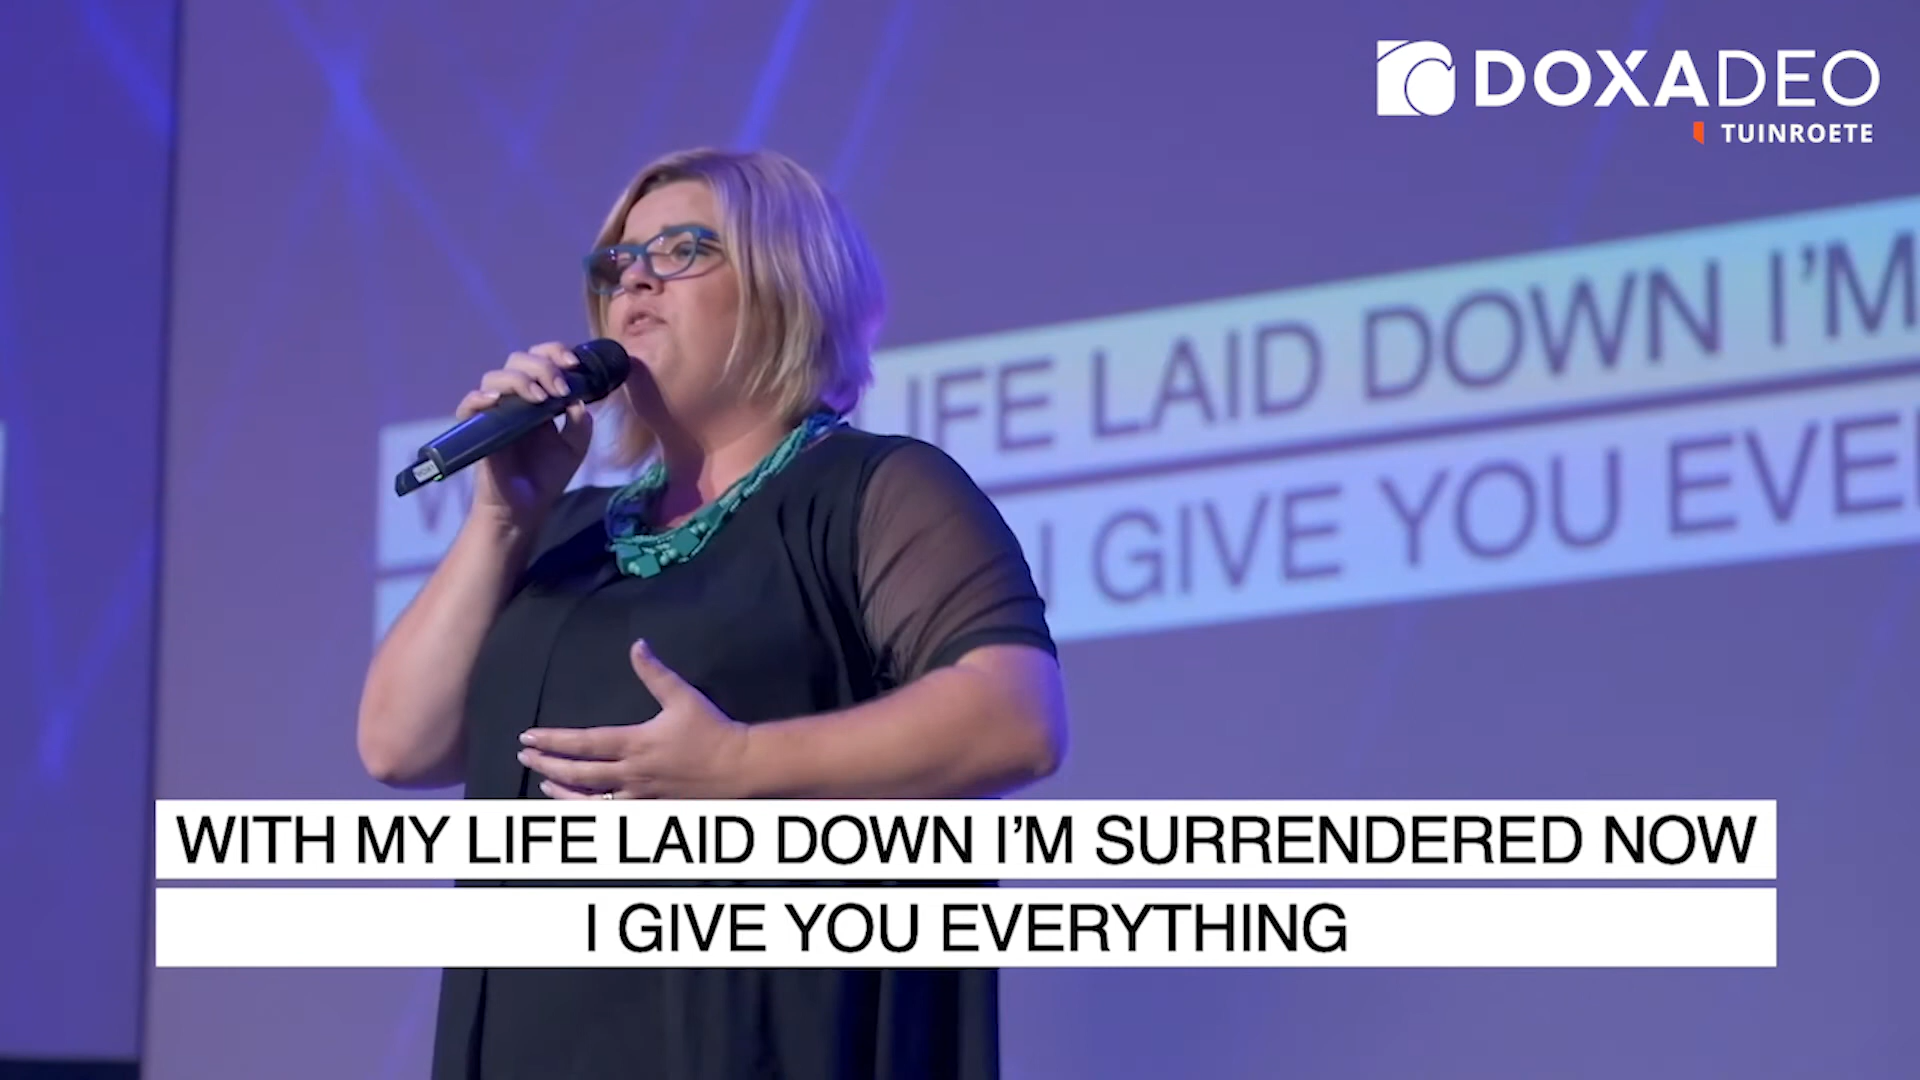 DOXADEO
TUINROETE
IFE LAID DOWN I'M
I GIVE YOU EVE
WITH MY LIFE LAID DOWN I'M SURRENDERED NOW
I GIVE YOU EVERYTHING